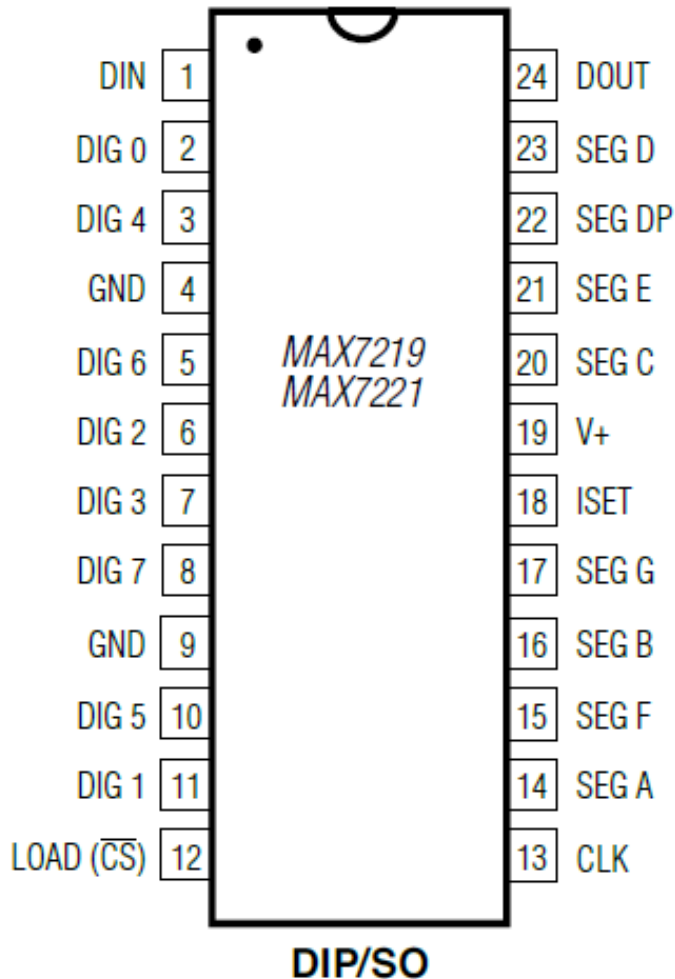 DIN 1 24 DOUT
DIG 0 2 23 SEG D
DIG 4 3 22 SEG DP
GND 4 21 SEG E
MAX7219
DIG 6 5 20 SEG C
MAX7221
DIG 2 6 19 V+
DIG 3 7 18 ISET
DIG 7 8 17 SEG G
GND 9 16 SEG B
DIG 5 10 15 SEG F
DIG 1 11 14 SEG A
LOAD (C̅S̅) 12 13 CLK
DIP/SO